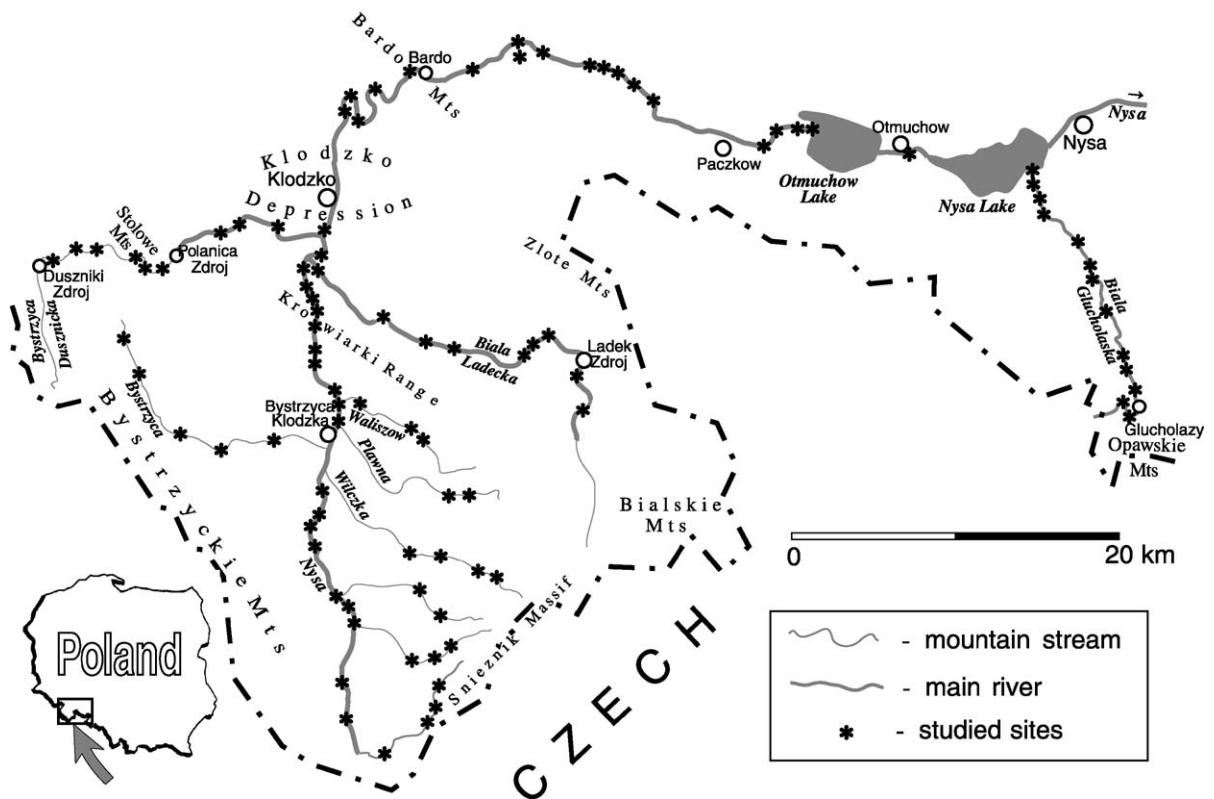 Bardo
Mts
Bardo
Klodzko
Klodzko
Depression
Stolowe
Mts
Polanica
Zdroj
Duszniki
Zdroj
Bystrzyca
Dusznicka
Paczkow
Otmuchow
Otmuchow
Lake
Nysa Lake
Nysa
Nysa
→
Zlote Mts
Krowiarki Range
Biala
Ladecka
Ladek
Zdroj
Biala
Glucholaska
Glucholazy
Opawskie
Mts
Bystrzyca
Bystrzyca
Klodzka
Waliszow
Plawna
Wilczka
Nysa
Bystrzyckie Mts
Bialskie
Mts
Snieznik Massif
CZECH
Poland
0 20 km
- mountain stream
- main river
- studied sites